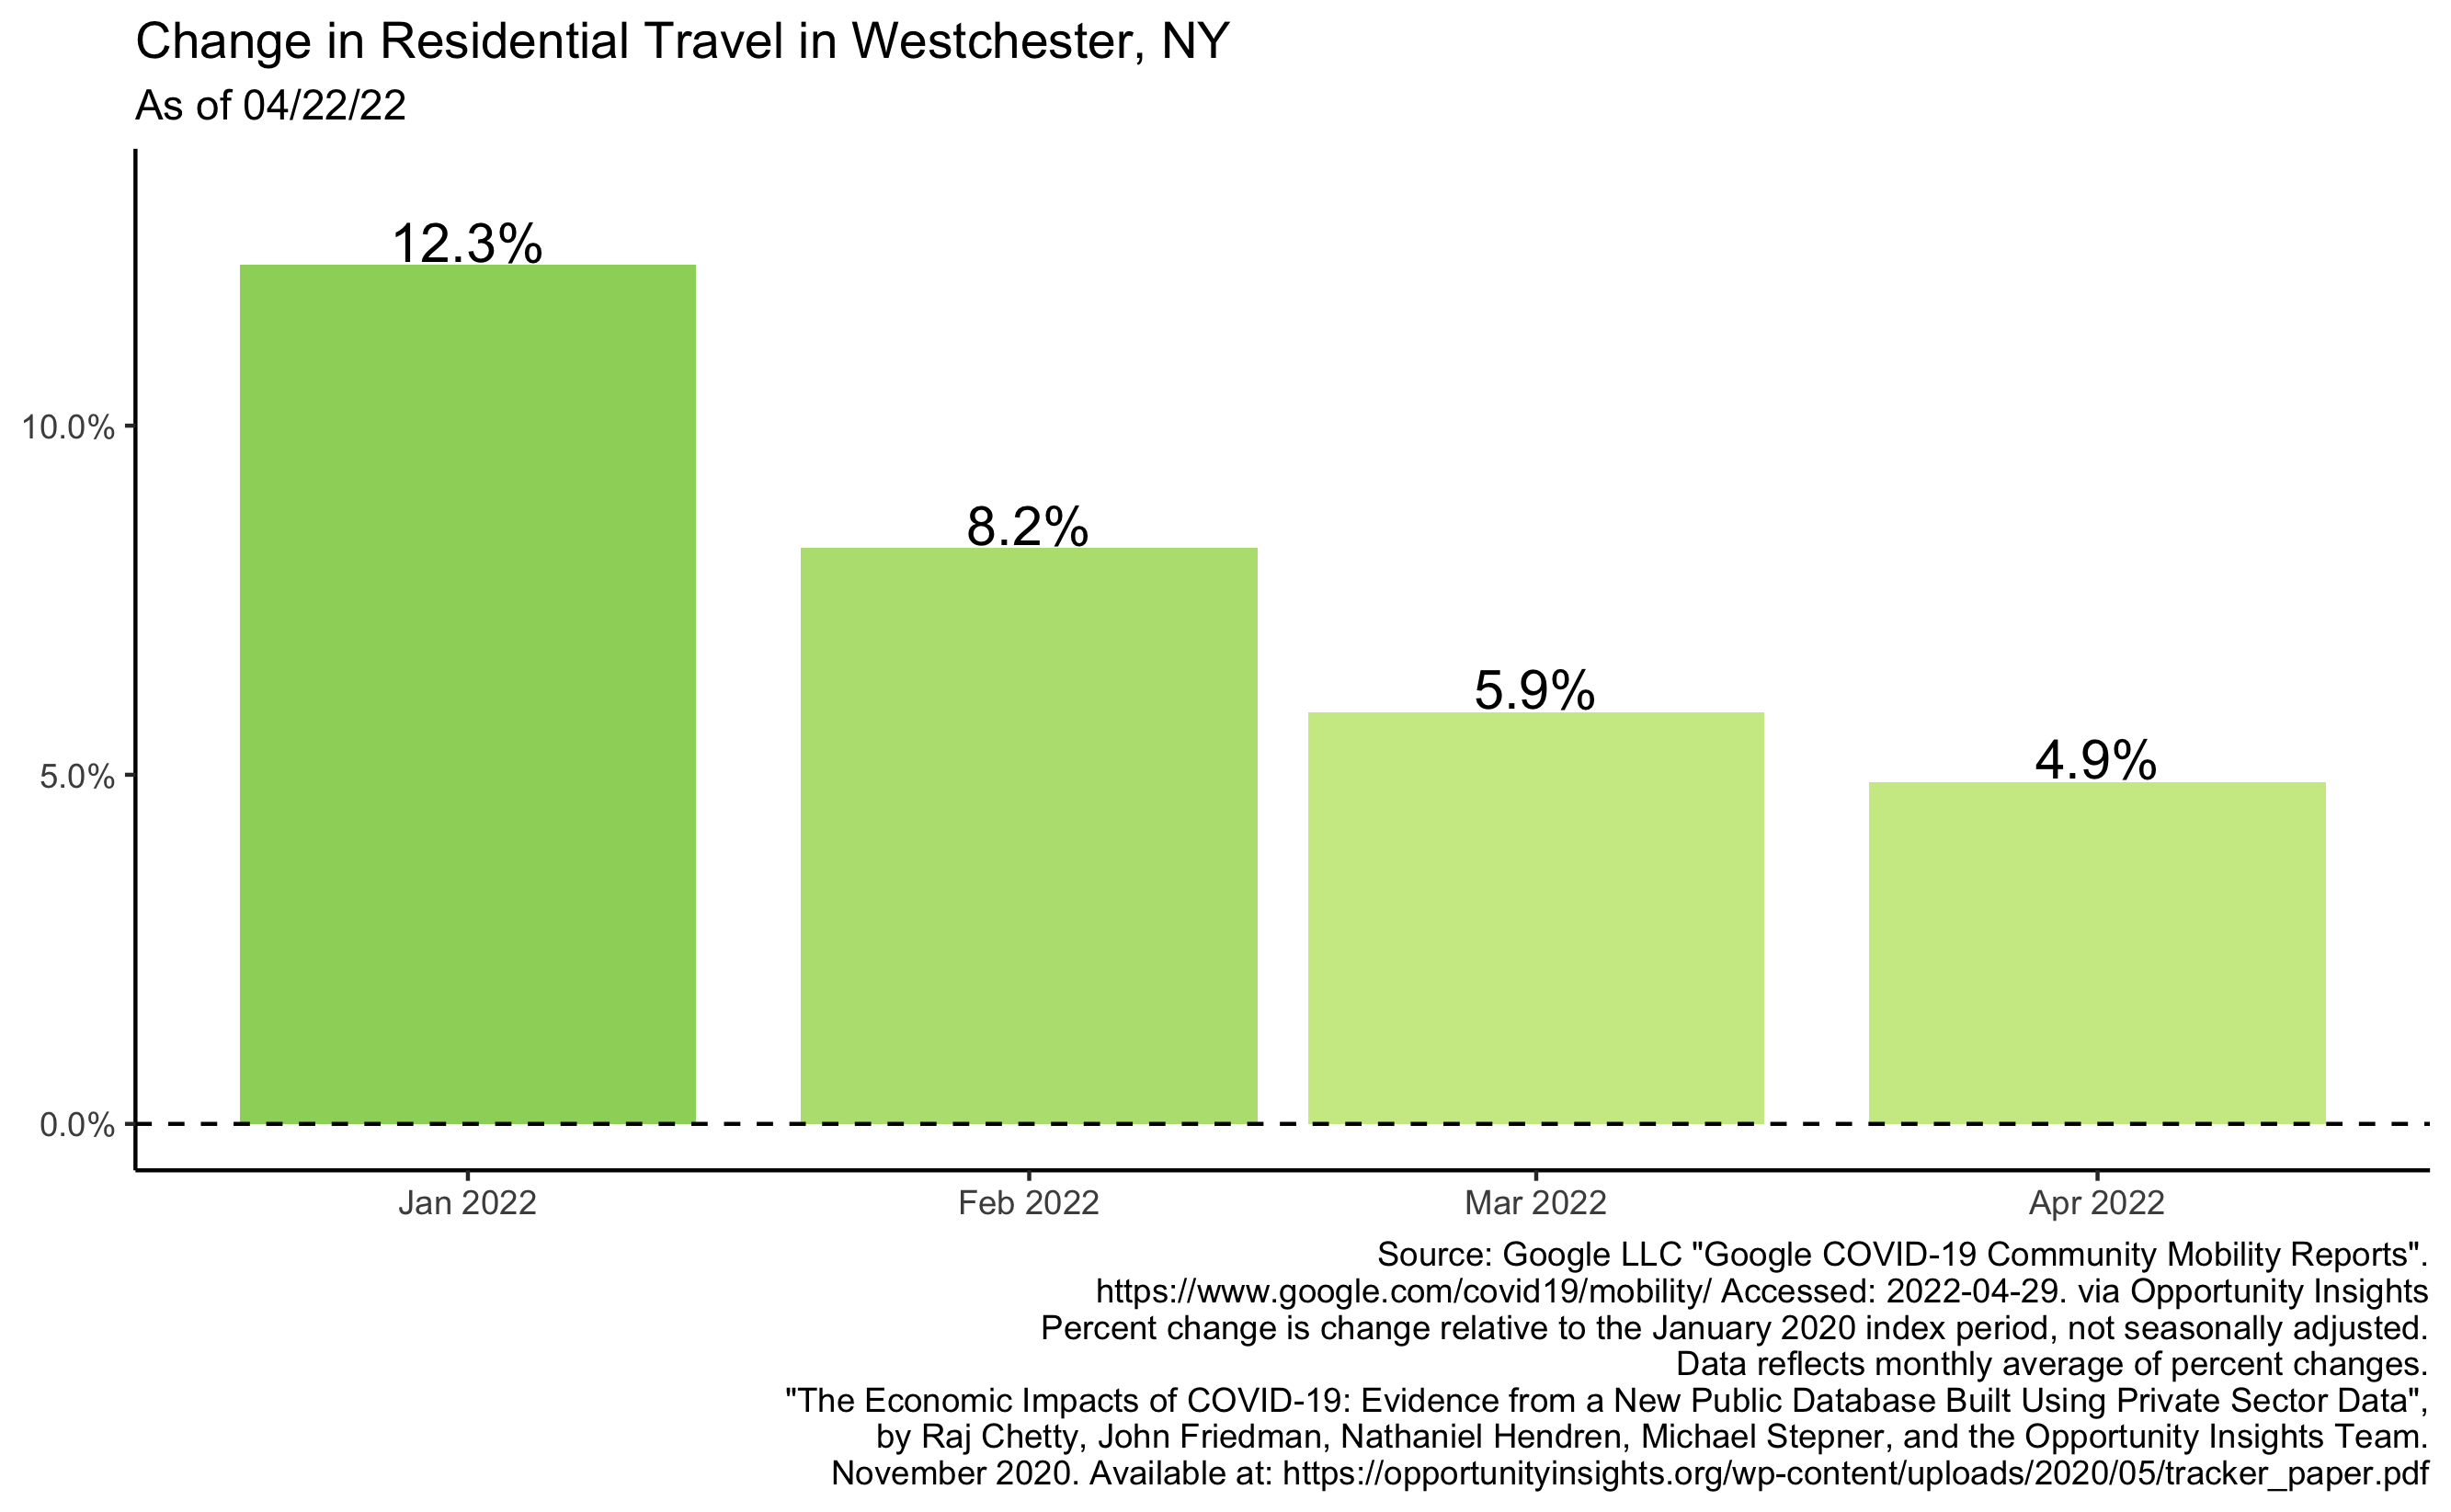 Change in Residential Travel in Westchester, NY
As of 04/22/22
12.3%
8.2%
5.9%
4.9%
10.0%
5.0%
0.0%
Jan 2022
Feb 2022
Mar 2022
Apr 2022
Source: Google LLC "Google COVID-19 Community Mobility Reports".
https://www.google.com/covid19/mobility/ Accessed: 2022-04-29. via Opportunity Insights
Percent change is change relative to the January 2020 index period, not seasonally adjusted.
Data reflects monthly average of percent changes.
"The Economic Impacts of COVID-19: Evidence from a New Public Database Built Using Private Sector Data",
by Raj Chetty, John Friedman, Nathaniel Hendren, Michael Stepner, and the Opportunity Insights Team.
November 2020. Available at: https://opportunityinsights.org/wp-content/uploads/2020/05/tracker_paper.pdf